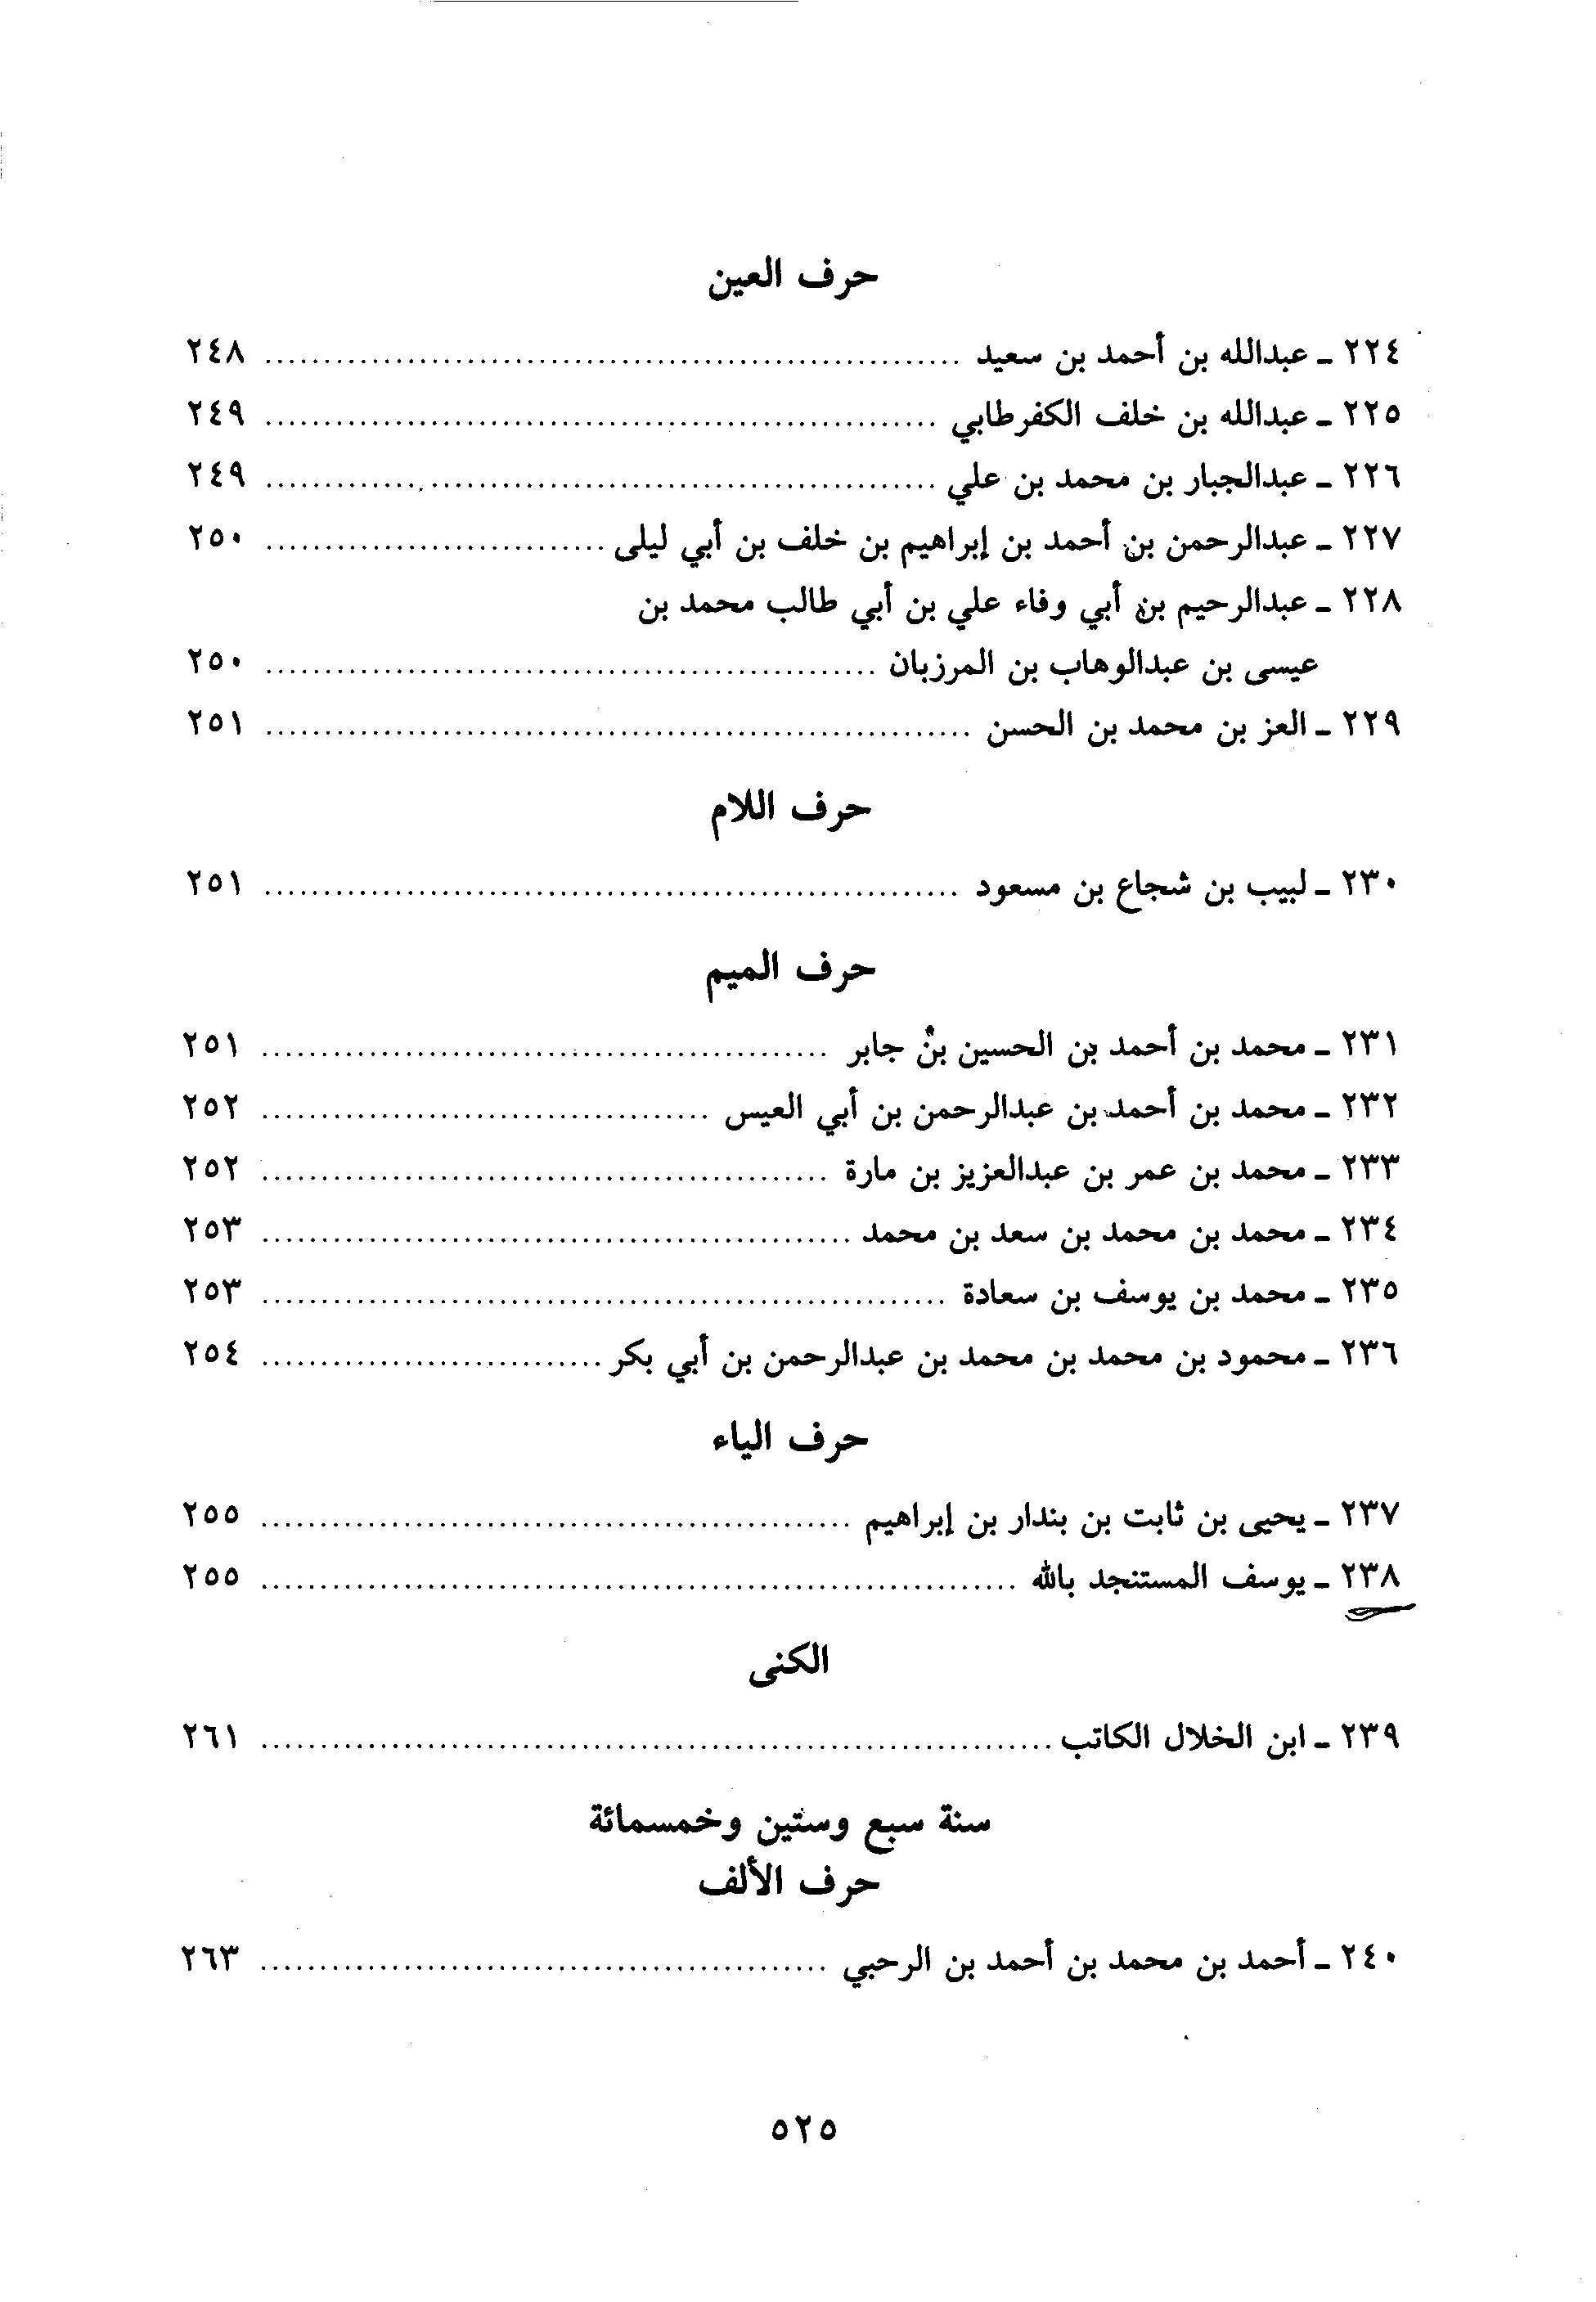 حرف العين
٢٢٤ ـ عبدالله بن أحمد بن سعيد ........ ٢٤٨
٢٢٥ ـ عبدالله بن خلف الكفرطابي ........ ٢٤٩
٢٢٦ ـ عبدالجبار بن محمد بن علي ........ ٢٤٩
٢٢٧ ـ عبدالرحمن بن أحمد بن إبراهيم بن خلف بن أبي ليلى ........ ٢٥٠
٢٢٨ ـ عبدالرحيم بن أبي وفاء علي بن أبي طالب محمد بن
عيسى بن عبدالوهاب بن المرزبان ........ ٢٥٠
٢٢٩ ـ العز بن محمد بن الحسن ........ ٢٥١
حرف اللام
٢٣٠ ـ لبيب بن شجاع بن مسعود ........ ٢٥١
حرف الميم
٢٣١ ـ محمد بن أحمد بن الحسين بن جابر ........ ٢٥١
٢٣٢ ـ محمد بن أحمد بن عبدالرحمن بن أبي العيس ........ ٢٥٢
٢٣٣ ـ محمد بن عمر بن عبدالعزيز بن مارة ........ ٢٥٢
٢٣٤ ـ محمد بن محمد بن سعد بن محمد ........ ٢٥٣
٢٣٥ ـ محمد بن يوسف بن سعادة ........ ٢٥٣
٢٣٦ ـ محمود بن محمد بن محمد بن عبدالرحمن بن أبي بكر ........ ٢٥٤
حرف الياء
٢٣٧ ـ يحيى بن ثابت بن بندار بن إبراهيم ........ ٢٥٥
٢٣٨ ـ يوسف المستنجد بالله ........ ٢٥٥
الكنى
٢٣٩ ـ ابن الخلال الكاتب ........ ٢٦١
سنة سبع وستين وخمسمائة
حرف الألف
٢٤٠ ـ أحمد بن محمد بن أحمد بن الرحبي ........ ٢٦٣
٥٢٥